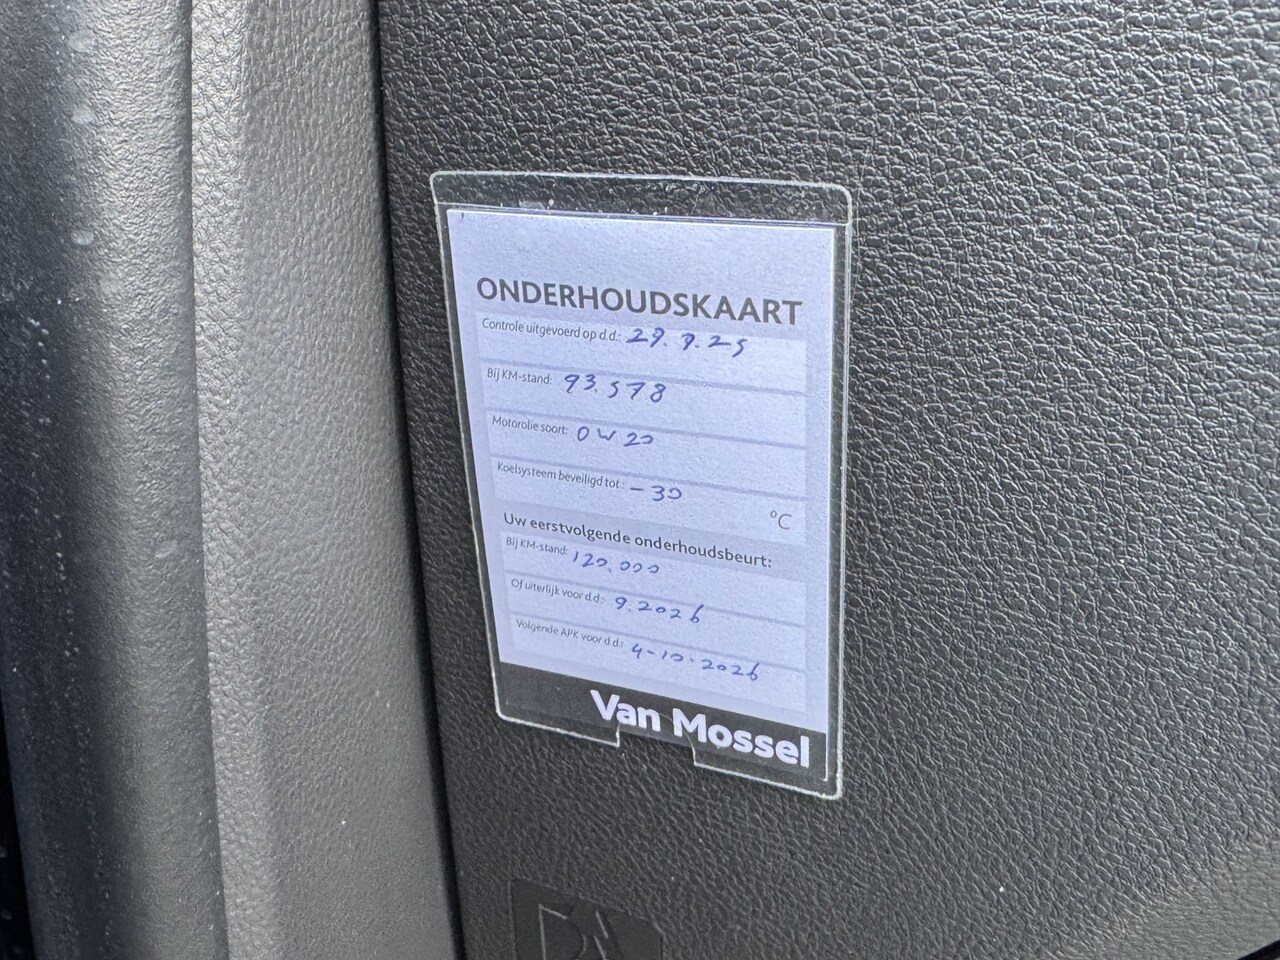 ONDERHOUDSKAART
Controle uitgevoerd op d.d.: 29.9.25
Bij KM-stand: 93.578
Motorolie soort: 0W20
Koelsysteem beveiligd tot: -30 °C
Uw eerstvolgende onderhoudsbeurt:
Bij KM-stand: 120.000
Of uiterlijk voor d.d.: 9.2026
Volgende APK voor d.d.: 4-10-2026
Van Mossel